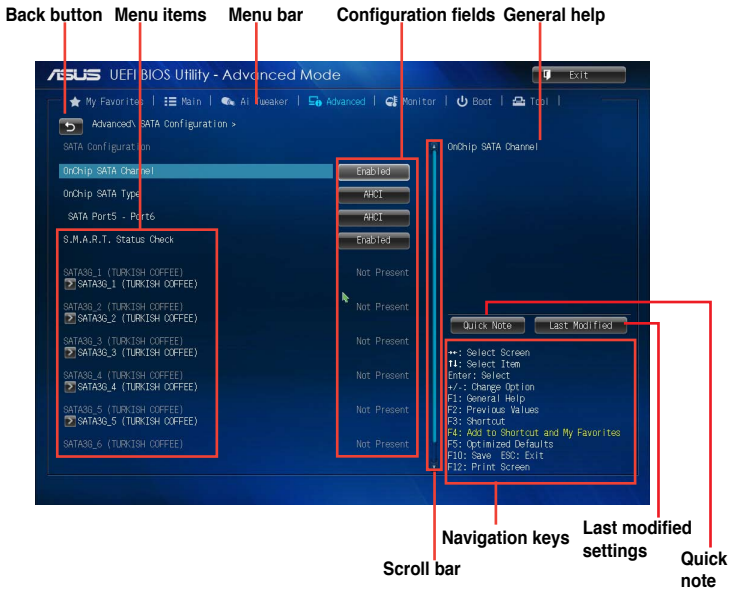 Back button Menu items Menu bar Configuration fields General help
ASUS UEFI BIOS Utility - Advanced Mode Exit
My Favorites Main Ai Tweaker Advanced Monitor Boot Tool
Advanced\ SATA Configuration >
SATA Configuration
OnChip SATA Channel
OnChip SATA Channel Enabled
OnChip SATA Type AHCI
SATA Port5 - Port6 AHCI
S.M.A.R.T. Status Check Enabled
SATA3G_1 (TURKISH COFFEE) Not Present
SATA3G_1 (TURKISH COFFEE)
SATA3G_2 (TURKISH COFFEE) Not Present
SATA3G_2 (TURKISH COFFEE)
SATA3G_3 (TURKISH COFFEE) Not Present
SATA3G_3 (TURKISH COFFEE)
SATA3G_4 (TURKISH COFFEE) Not Present
SATA3G_4 (TURKISH COFFEE)
SATA3G_5 (TURKISH COFFEE) Not Present
SATA3G_5 (TURKISH COFFEE)
SATA3G_6 (TURKISH COFFEE) Not Present
Quick Note Last Modified
→←: Select Screen
↑↓: Select Item
Enter: Select
+/-: Change Option
F1: General Help
F2: Previous Values
F3: Shortcut
F4: Add to Shortcut and My Favorites
F5: Optimized Defaults
F10: Save ESC: Exit
F12: Print Screen
Navigation keys
Last modified
settings
Scroll bar
Quick
note